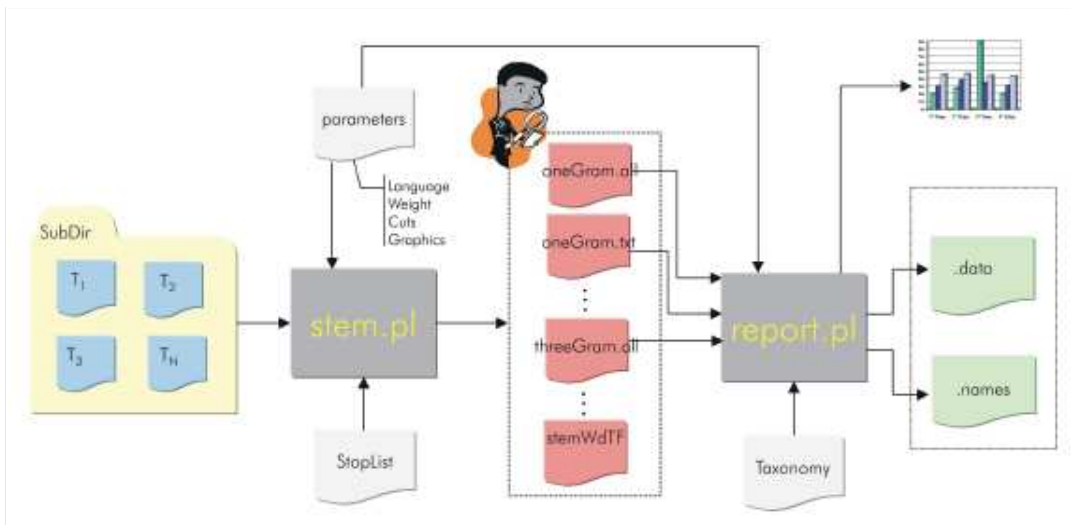 parameters
Language
Weight
Cuts
Graphics
SubDir
T1
T2
T3
TN
stem.pl
StopList
oneGram.all
oneGram.txt
threeGram.all
stemWdTF
report.pl
Taxonomy
.data
.names